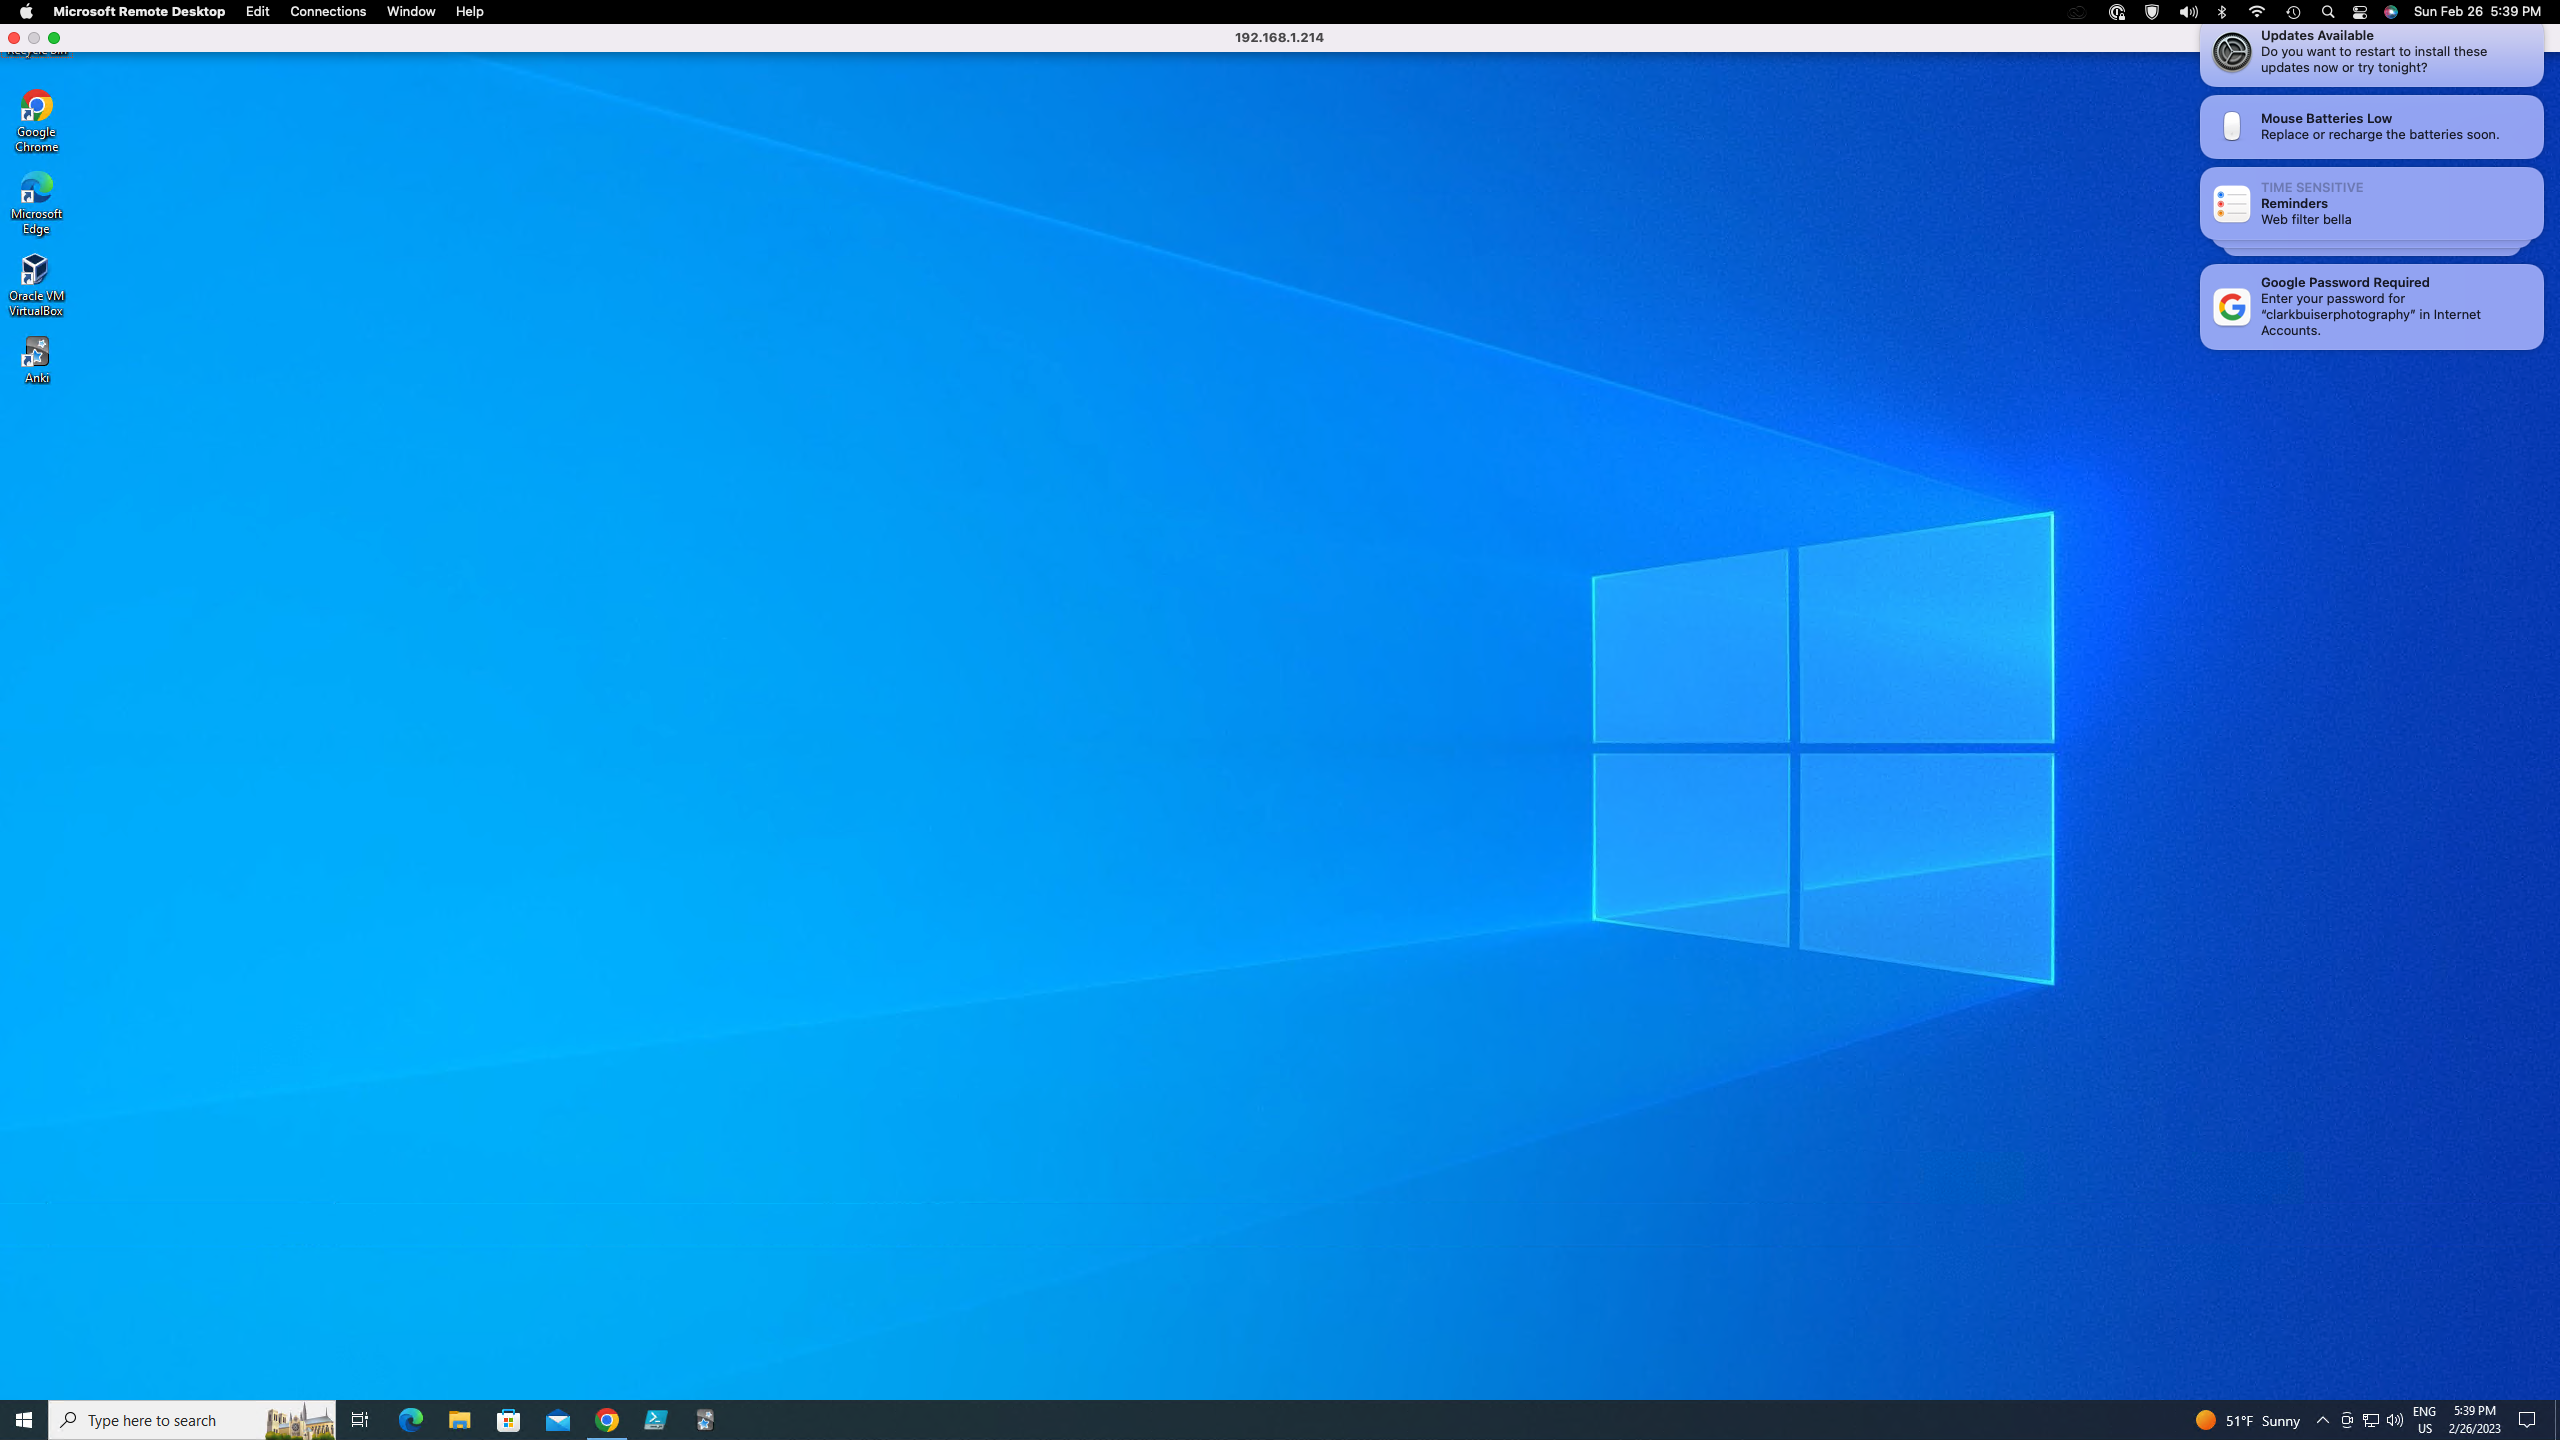 Microsoft Remote Desktop Edit Connections Window Help
Sun Feb 26 5:39 PM
192.168.1.214
Updates Available
Do you want to restart to install these
updates now or try tonight?
Mouse Batteries Low
Replace or recharge the batteries soon.
TIME SENSITIVE
Reminders
Web filter bella
Google Password Required
Enter your password for
“clarkbuiserphotography” in Internet
Accounts.
Recycle Bin
Google
Chrome
Microsoft
Edge
Oracle VM
VirtualBox
Anki
Type here to search
51°F Sunny
ENG
US
5:39 PM
2/26/2023